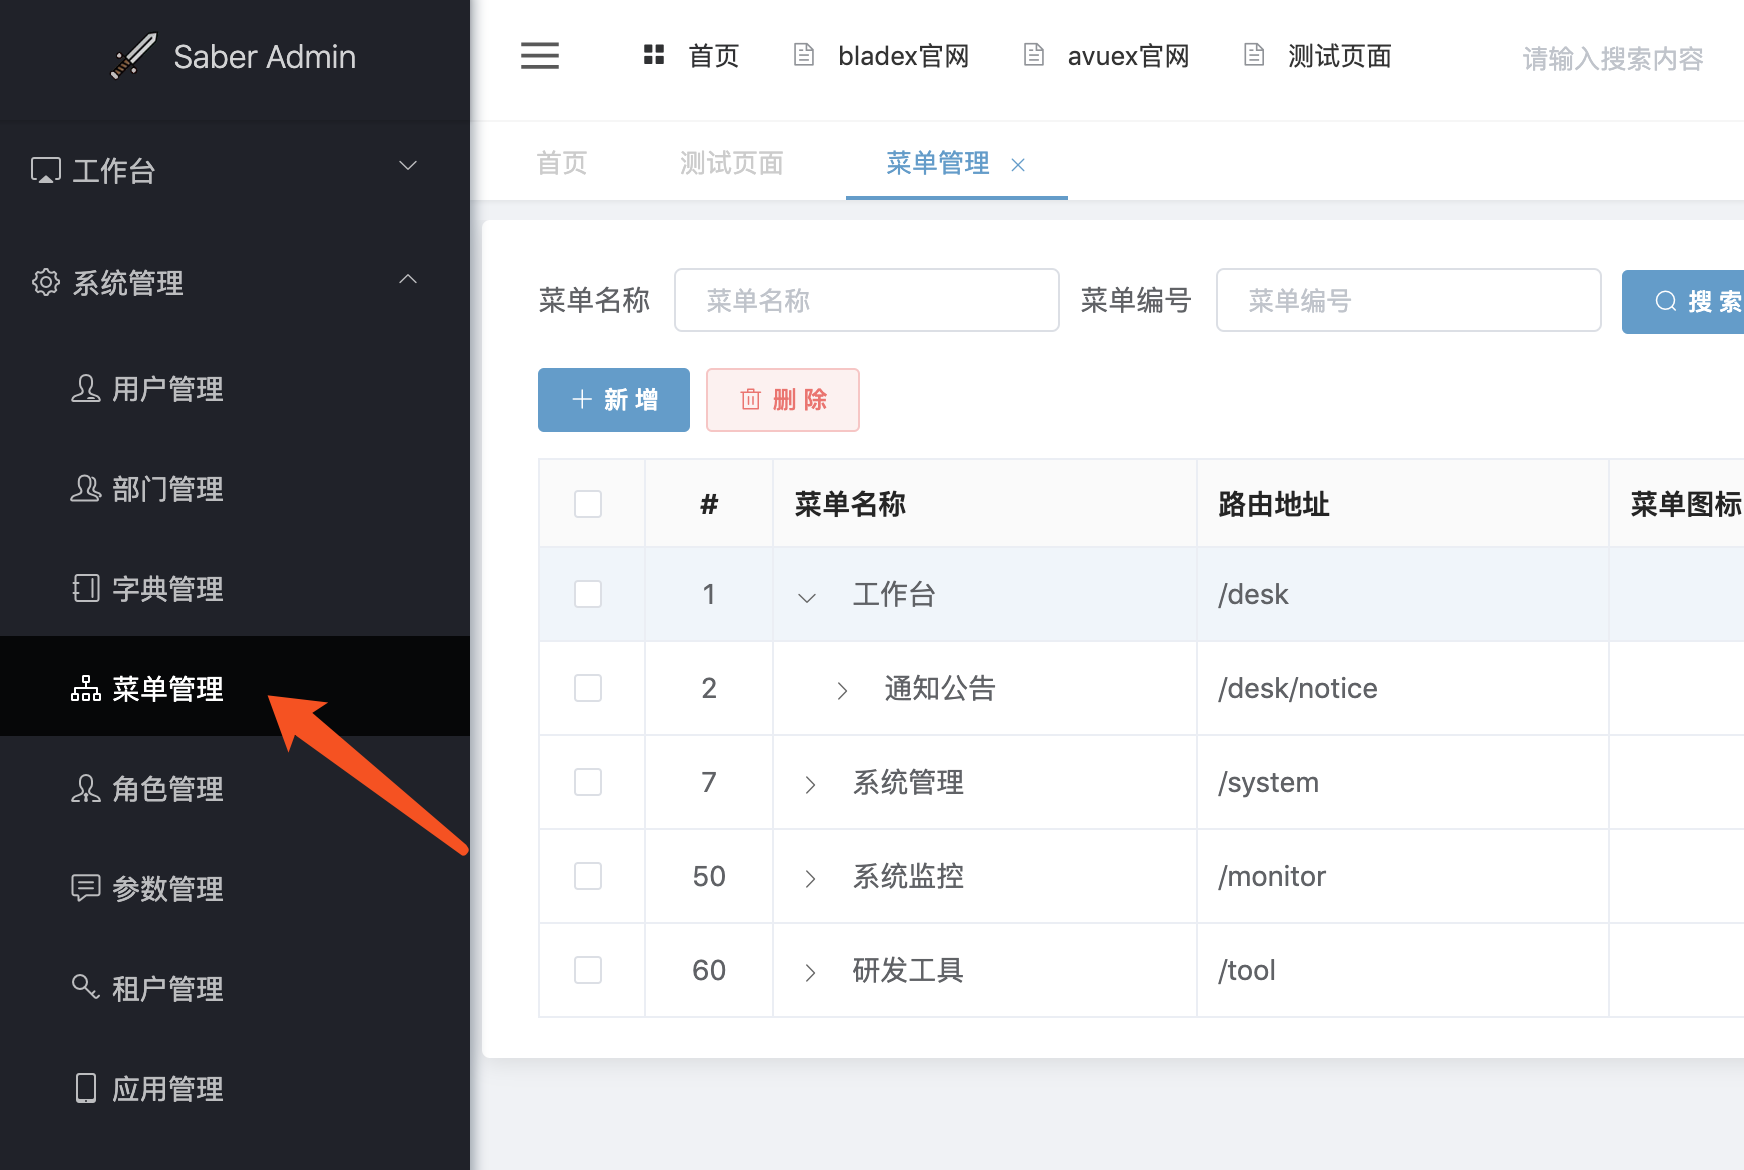 Saber Admin
工作台
系统管理
用户管理
部门管理
字典管理
菜单管理
角色管理
参数管理
租户管理
应用管理
首页 bladex官网 avuex官网 测试页面 请输入搜索内容
首页 测试页面 菜单管理
菜单名称 菜单名称 菜单编号 菜单编号 搜 索
新 增 删 除
# 菜单名称 路由地址 菜单图标
1 工作台 /desk
2 通知公告 /desk/notice
7 系统管理 /system
50 系统监控 /monitor
60 研发工具 /tool